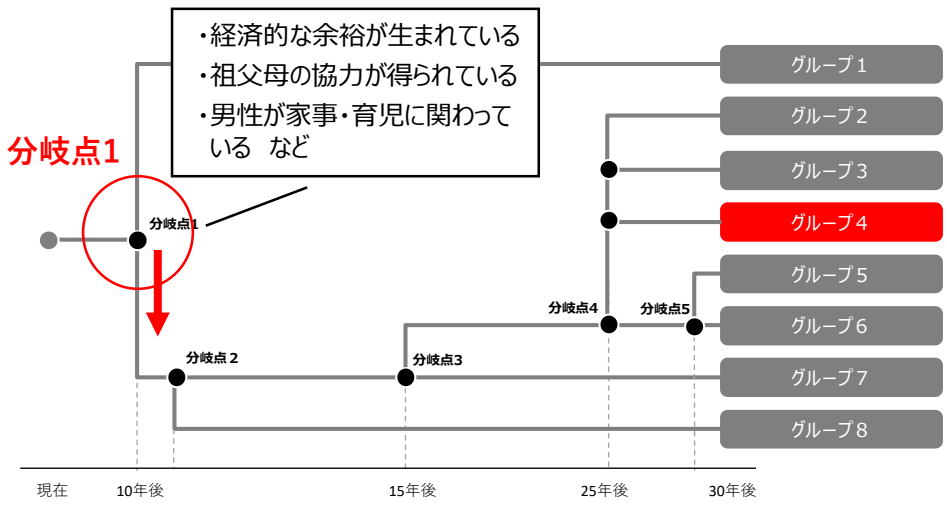 ・経済的な余裕が生まれている
・祖父母の協力が得られている
・男性が家事・育児に関わって
いる など
分岐点1
分岐点1
分岐点2
分岐点3
分岐点4
分岐点5
グループ1
グループ2
グループ3
グループ4
グループ5
グループ6
グループ7
グループ8
現在
10年後
15年後
25年後
30年後